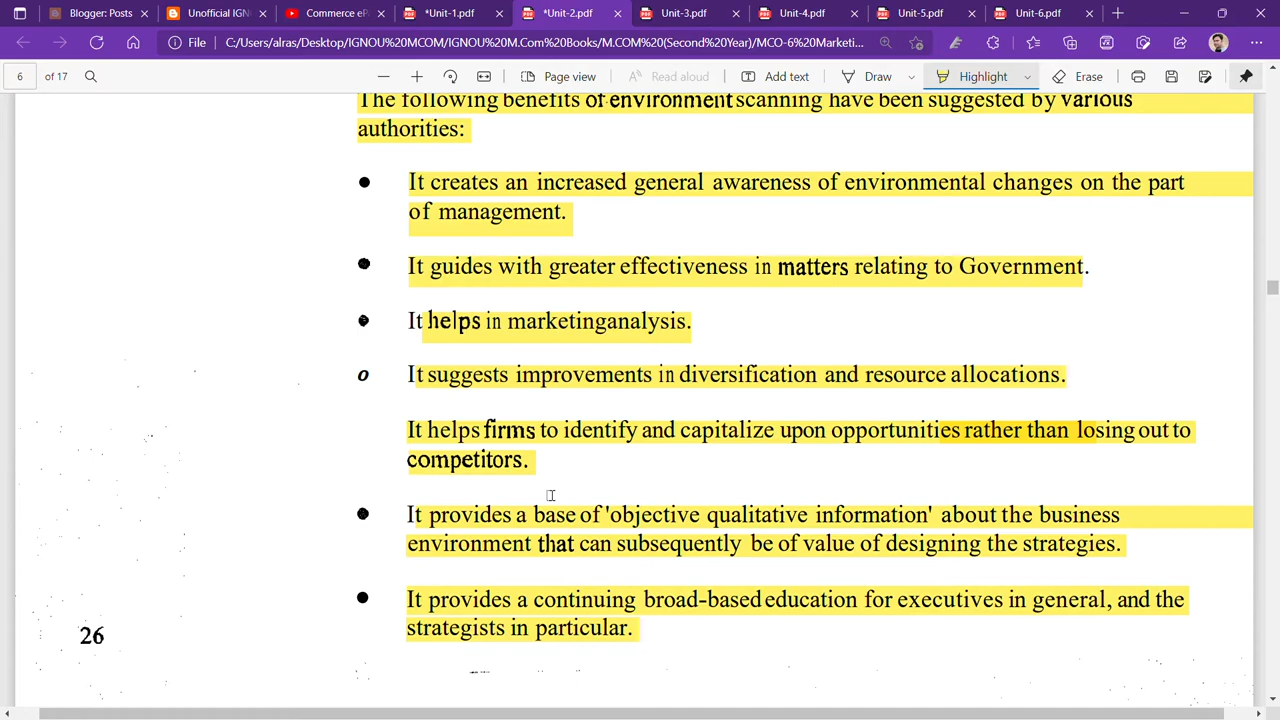 Blogger: Posts
Unofficial IGN
Commerce eP
*Unit-1.pdf
*Unit-2.pdf
Unit-3.pdf
Unit-4.pdf
Unit-5.pdf
Unit-6.pdf
File
C:/Users/alras/Desktop/IGNOU%20MCOM/IGNOU%20M.Com%20Books/M.COM%20(Second%20Year)/MCO-6%20Marketi...
6 of 17
Page view
Read aloud
Add text
Draw
Highlight
Erase
The following benefits of environment scanning have been suggested by various
authorities:
● It creates an increased general awareness of environmental changes on the part
of management.
● It guides with greater effectiveness in matters relating to Government.
● It helps in marketinganalysis.
o It suggests improvements in diversification and resource allocations.
It helps firms to identify and capitalize upon opportunities rather than losing out to
competitors.
● It provides a base of 'objective qualitative information' about the business
environment that can subsequently be of value of designing the strategies.
● It provides a continuing broad-based education for executives in general, and the
strategists in particular.
26